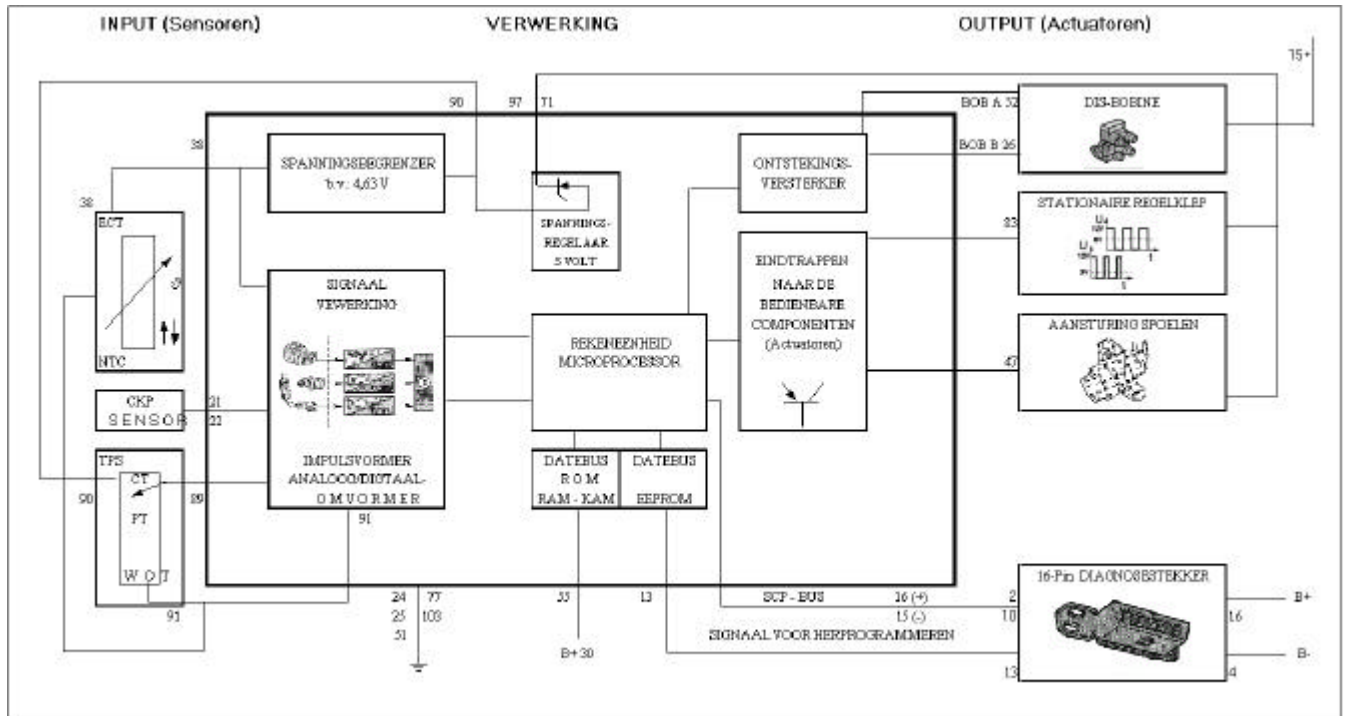 INPUT (Sensoren)
VERWERKING
OUTPUT (Actuatoren)
15+
90
97
71
38
SPANNINGSBEGRENZER
b.v.: 4,63 V
SPANNINGS-
REGELAAR
5 VOLT
ONTSTEKINGS-
VERSTERKER
BOB A 52
BOB B 26
DIS-BOBINE
38
ECT
NTC
STATIONAIRE REGELKLEP
83
t
t
SIGNAAL
VEWERKING
IMPULSVORMER
ANALOOG/DIGITAAL-
OMVORMER
91
REKENEENHEID
MICROPROCESSOR
EINDTRAPPEN
NAAR DE
BEDIENBARE
COMPONENTEN
(Actuatoren)
AANSTURING SPOELEN
47
CKP
SENSOR
21
22
TPS
CT
PT
WOT
90
89
91
DATEBUS
ROM
RAM - KAM
DATEBUS
EEPROM
24 77
25 103
51
55
B+30
13
SCP - BUS
16 (+)
15 (-)
SIGNAAL VOOR HERPROGRAMMEREN
2
10
13
16-Pin DIAGNOSESTEKKER
16
4
B+
B-